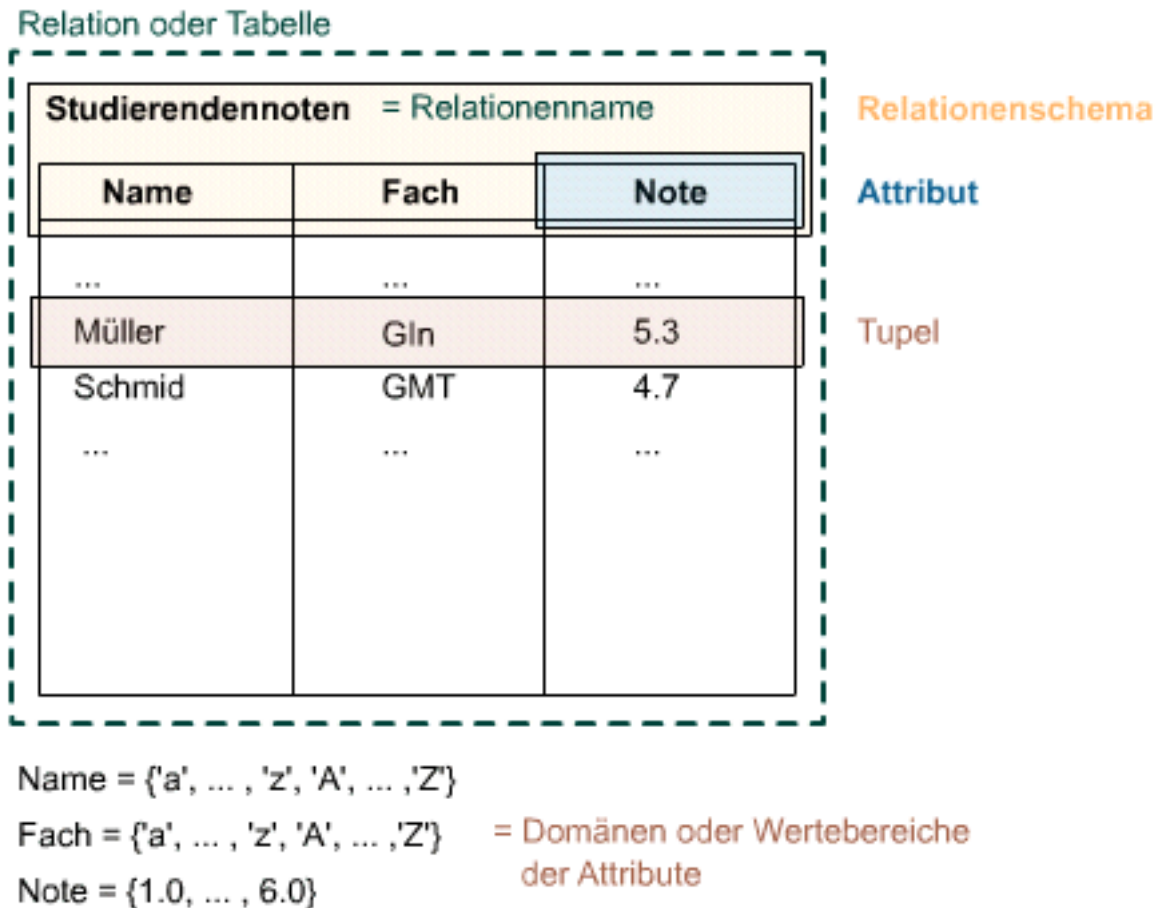 Relation oder Tabelle
Studierendennoten = Relationenname
Relationenschema
Name Fach Note
Attribut
... ... ...
Müller GIn 5.3
Tupel
Schmid GMT 4.7
... ... ...
Name = {'a', ... , 'z', 'A', ... ,'Z'}
Fach = {'a', ... , 'z', 'A', ... ,'Z'}
= Domänen oder Wertebereiche
der Attribute
Note = {1.0, ... , 6.0}